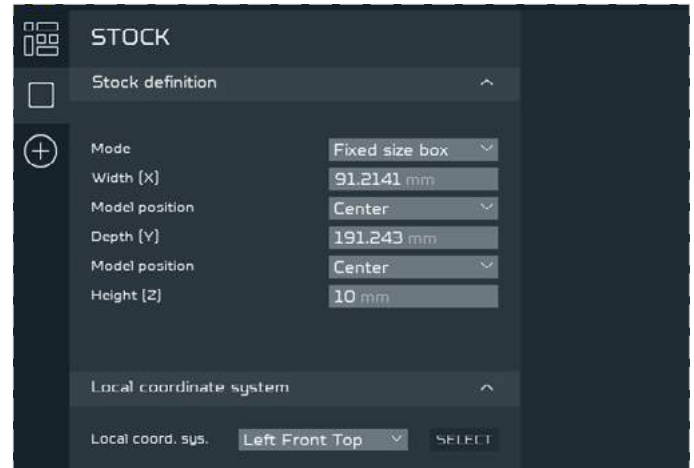 STOCK
Stock definition
Mode Fixed size box
Width (X) 91.2141 mm
Model position Center
Depth (Y) 191.243 mm
Model position Center
Height (Z) 10 mm
Local coordinate system
Local coord. sys. Left Front Top SELECT